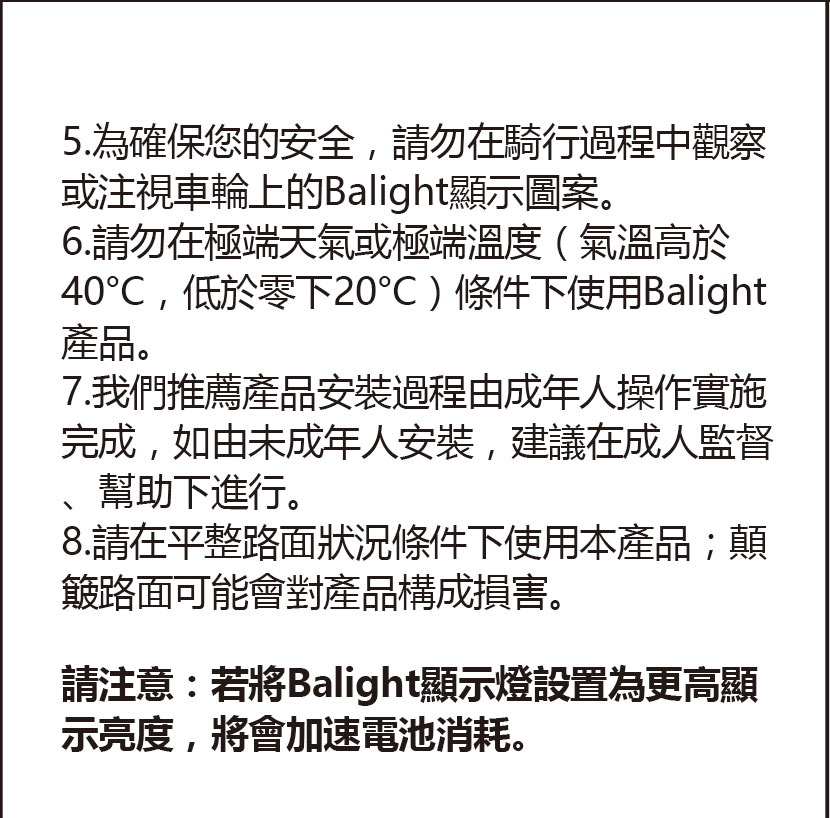 5.為確保您的安全，請勿在騎行過程中觀察
或注視車輪上的Balight顯示圖案。
6.請勿在極端天氣或極端溫度（氣溫高於
40°C，低於零下20°C）條件下使用Balight
產品。
7.我們推薦產品安裝過程由成年人操作實施
完成，如由未成年人安裝，建議在成人監督
、幫助下進行。
8.請在平整路面狀況條件下使用本產品；顛
簸路面可能會對產品構成損害。
請注意：若將Balight顯示燈設置為更高顯
示亮度，將會加速電池消耗。